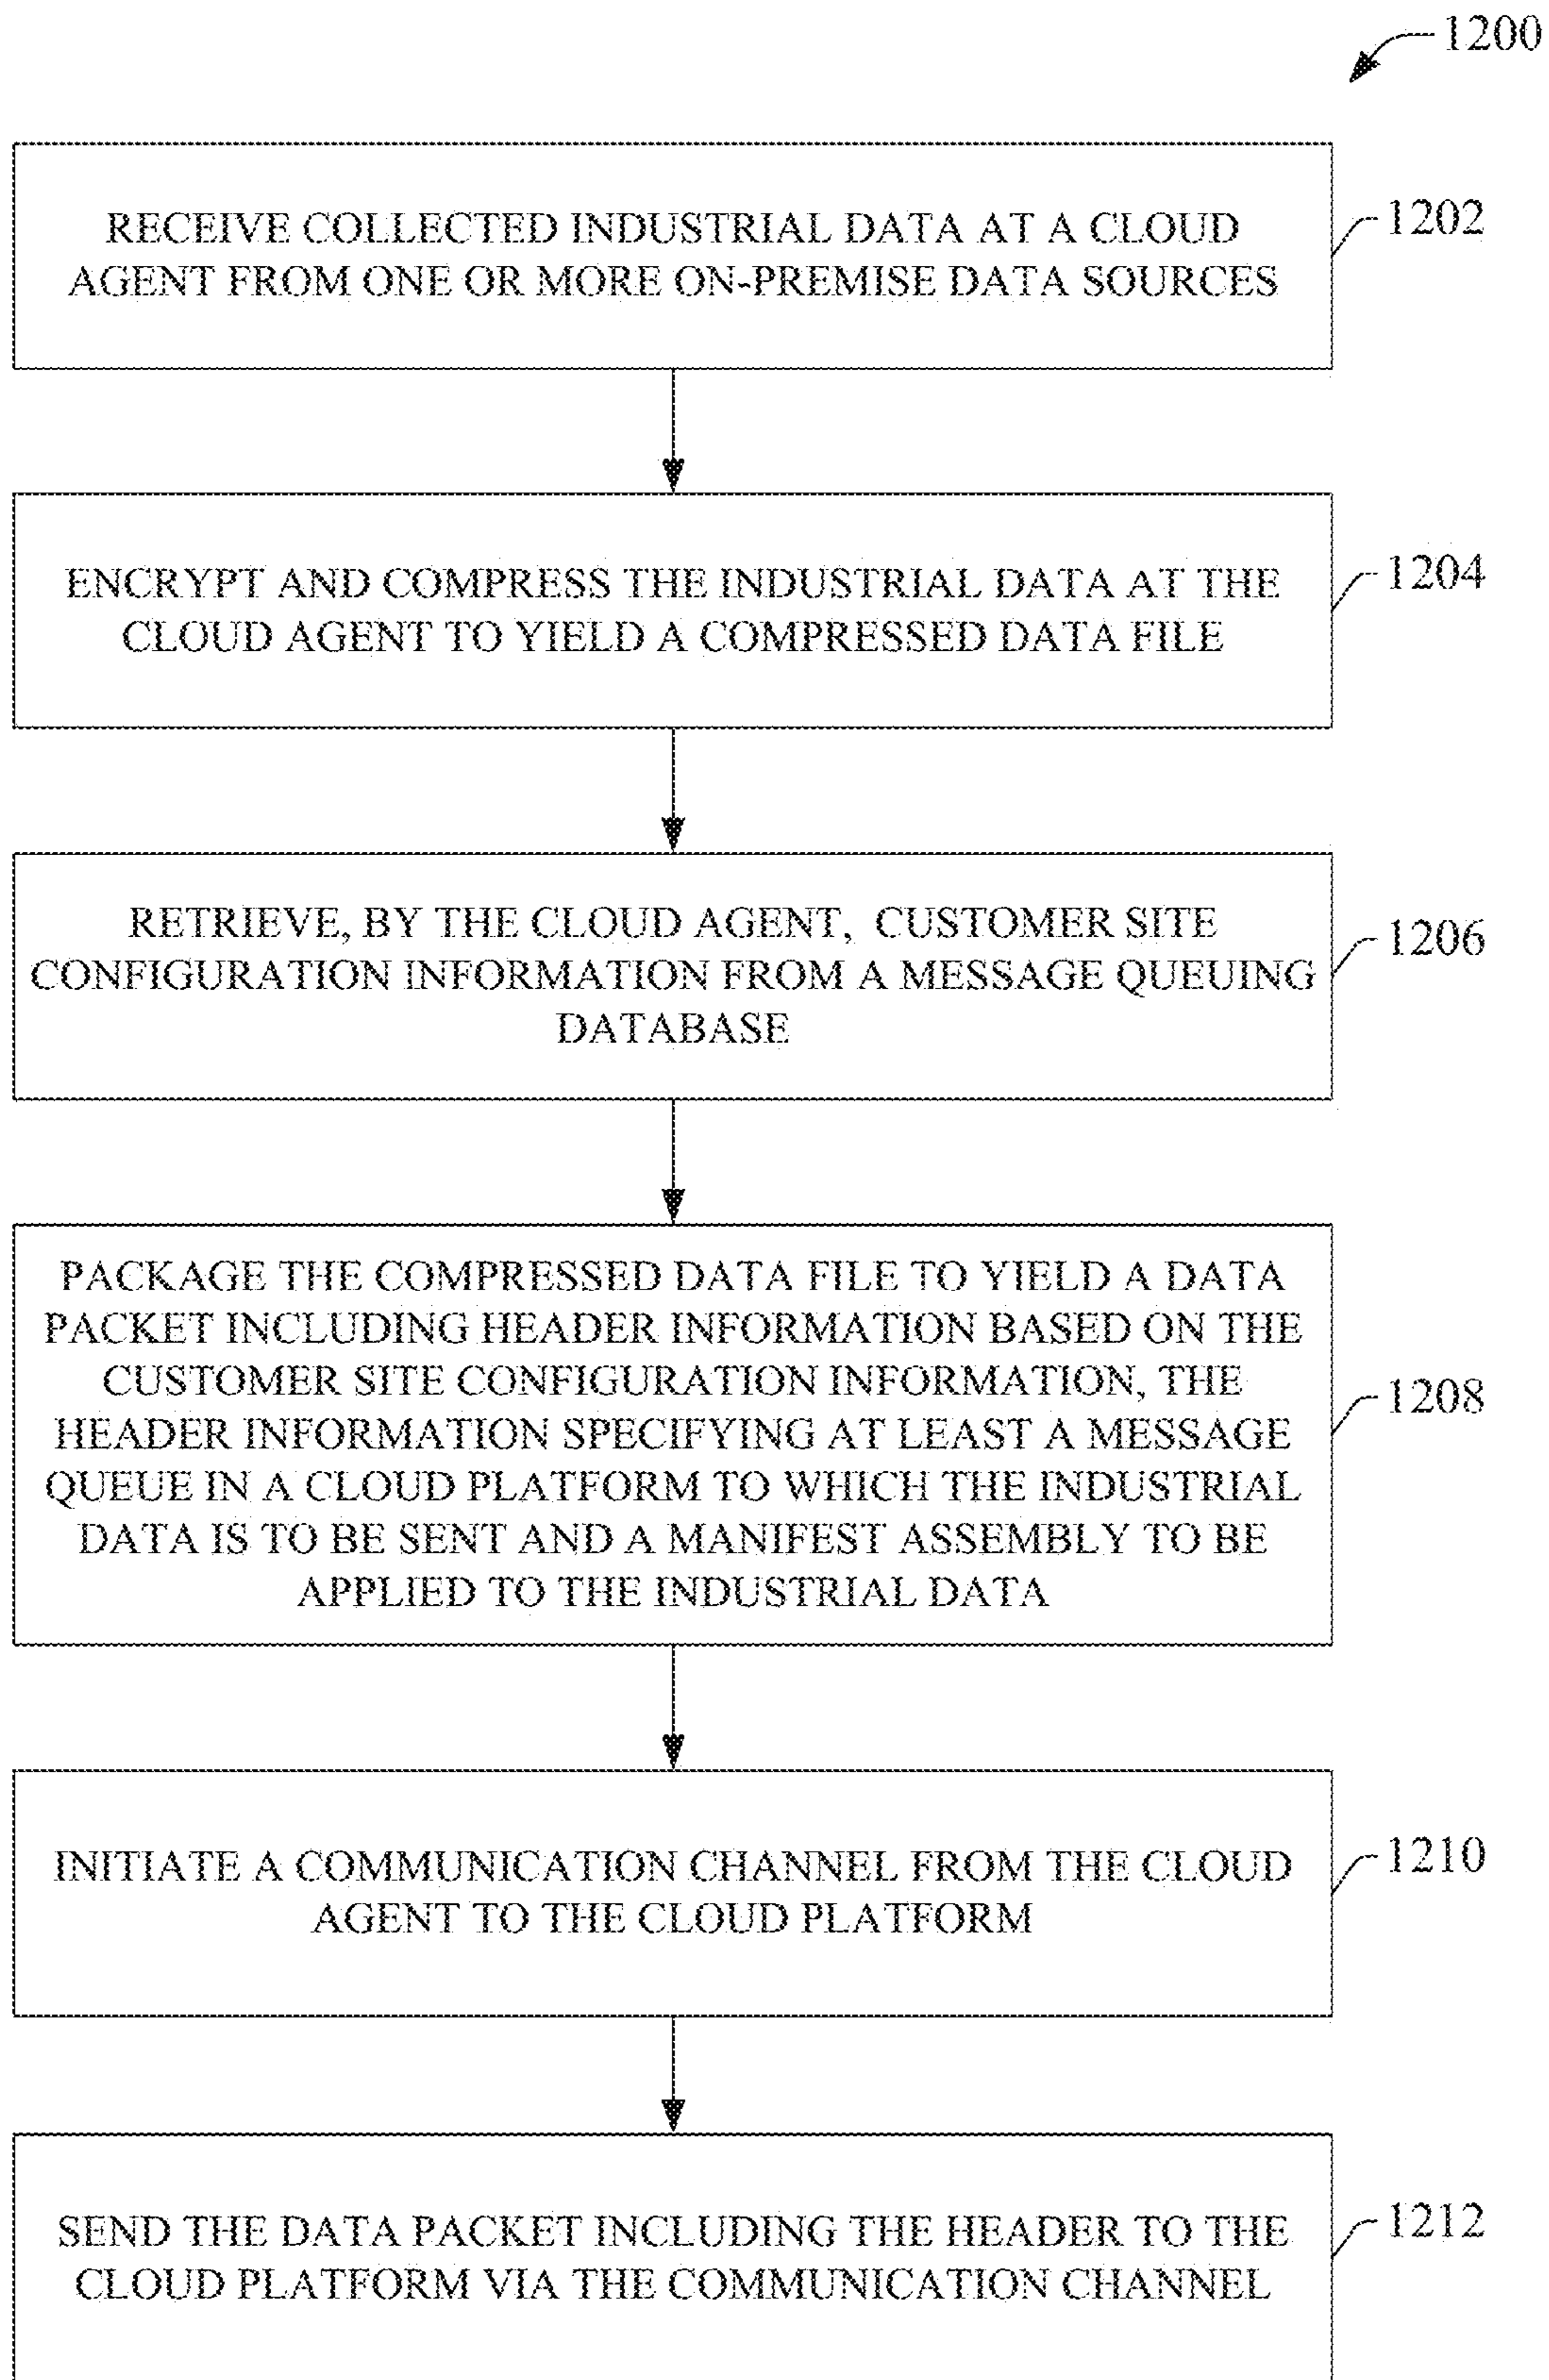 1200
RECEIVE COLLECTED INDUSTRIAL DATA AT A CLOUD
AGENT FROM ONE OR MORE ON-PREMISE DATA SOURCES
1202
ENCRYPT AND COMPRESS THE INDUSTRIAL DATA AT THE
CLOUD AGENT TO YIELD A COMPRESSED DATA FILE
1204
RETRIEVE, BY THE CLOUD AGENT, CUSTOMER SITE
CONFIGURATION INFORMATION FROM A MESSAGE QUEUING
DATABASE
1206
PACKAGE THE COMPRESSED DATA FILE TO YIELD A DATA
PACKET INCLUDING HEADER INFORMATION BASED ON THE
CUSTOMER SITE CONFIGURATION INFORMATION, THE
HEADER INFORMATION SPECIFYING AT LEAST A MESSAGE
QUEUE IN A CLOUD PLATFORM TO WHICH THE INDUSTRIAL
DATA IS TO BE SENT AND A MANIFEST ASSEMBLY TO BE
APPLIED TO THE INDUSTRIAL DATA
1208
INITIATE A COMMUNICATION CHANNEL FROM THE CLOUD
AGENT TO THE CLOUD PLATFORM
1210
SEND THE DATA PACKET INCLUDING THE HEADER TO THE
CLOUD PLATFORM VIA THE COMMUNICATION CHANNEL
1212